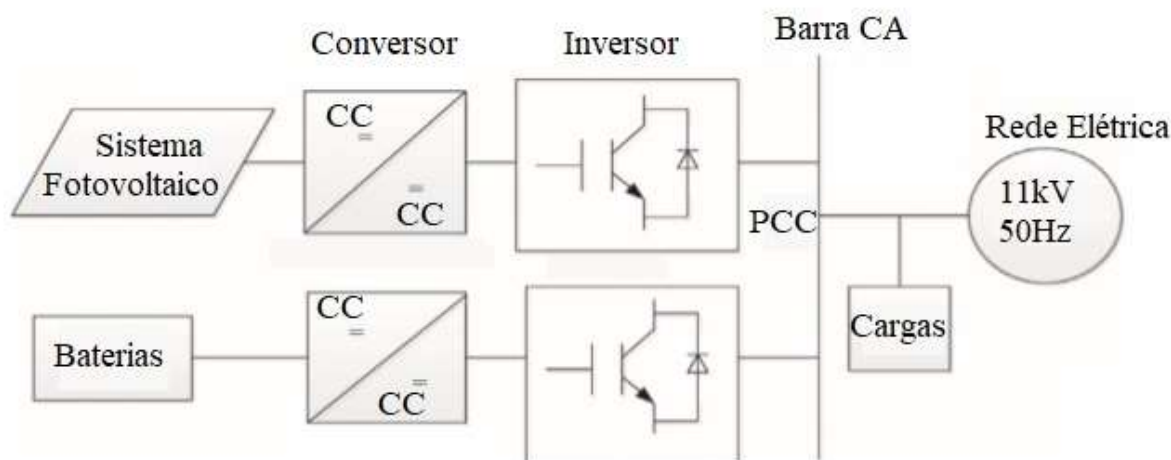 Barra CA
Conversor
Inversor
Rede Elétrica
CC
=
=
CC
Sistema
Fotovoltaico
11kV
50Hz
PCC
Cargas
CC
=
=
CC
Baterias